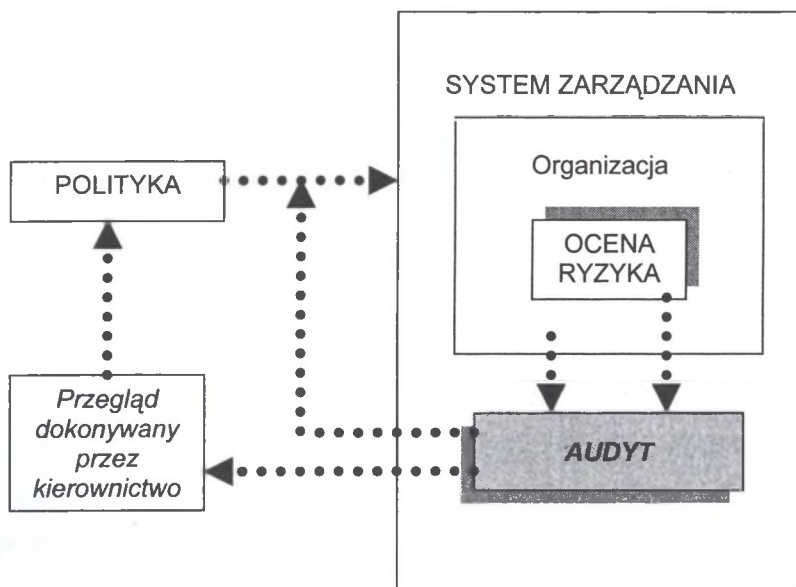 SYSTEM ZARZĄDZANIA
Organizacja
POLITYKA
OCENA
RYZYKA
Przegląd
dokonywany
przez
kierownictwo
AUDYT